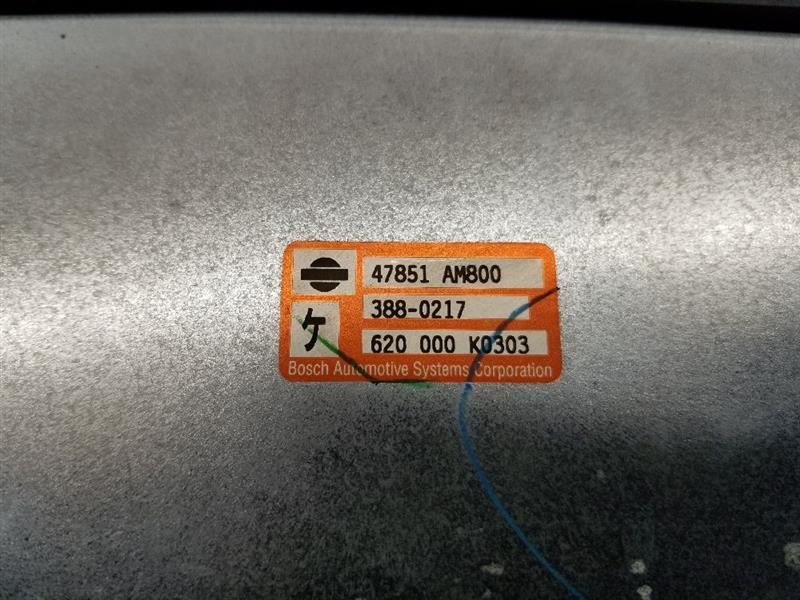 47851 AM800
388-0217
ケ
620 000 K0303
Bosch Automotive Systems Corporation